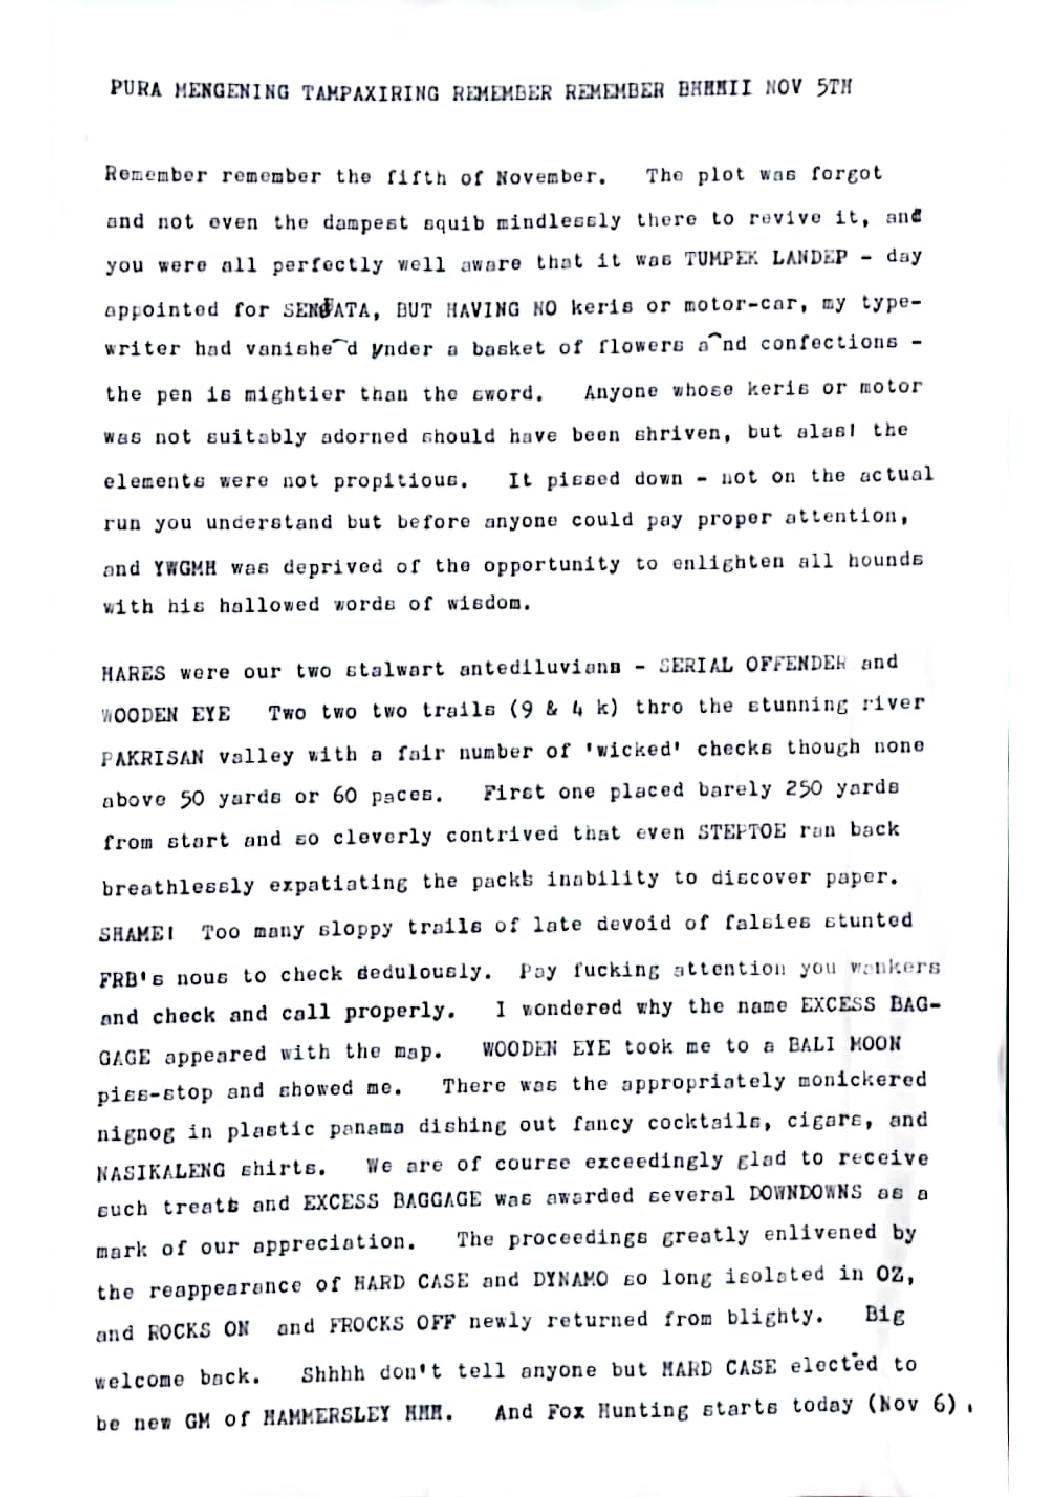 PURA MENGENING TAMPAXIRING REMEMBER REMEMBER BHHHII NOV 5TH
Remember remember the fifth of November. The plot was forgot
and not even the dampest squib mindlessly there to revive it, and
you were all perfectly well aware that it was TUMPEK LANDEP - day
appointed for SENJATA, BUT HAVING NO keris or motor-car, my type-
writer had vanishe⁀d ynder a basket of flowers a⁀nd confections -
the pen is mightier than the sword. Anyone whose keris or motor
was not suitably adorned should have been shriven, but alas! the
elements were not propitious. It pissed down - not on the actual
run you understand but before anyone could pay proper attention,
and YWGMH was deprived of the opportunity to enlighten all hounds
with his hallowed words of wisdom.
HARES were our two stalwart antediluvians - SERIAL OFFENDER and
WOODEN EYE Two two two trails (9 & 4 k) thro the stunning river
PAKRISAN valley with a fair number of 'wicked' checks though none
above 50 yards or 60 paces. First one placed barely 250 yards
from start and so cleverly contrived that even STEPTOE ran back
breathlessly expatiating the packs inability to discover paper.
SHAME! Too many sloppy trails of late devoid of falsies stunted
FRB's nous to check dedulously. Pay fucking attention you wankers
and check and call properly. I wondered why the name EXCESS BAG-
GAGE appeared with the map. WOODEN EYE took me to a BALI MOON
piss-stop and showed me. There was the appropriately monickered
nignog in plastic panama dishing out fancy cocktails, cigars, and
NASIKALENG shirts. We are of course exceedingly glad to receive
such treats and EXCESS BAGGAGE was awarded several DOWNDOWNS as a
mark of our appreciation. The proceedings greatly enlivened by
the reappearance of HARD CASE and DYNAMO so long isolated in OZ,
and ROCKS ON and FROCKS OFF newly returned from blighty. Big
welcome back. Shhhh don't tell anyone but HARD CASE elected to
be new GM of HAMMERSLEY HHH. And Fox Hunting starts today (Nov 6).